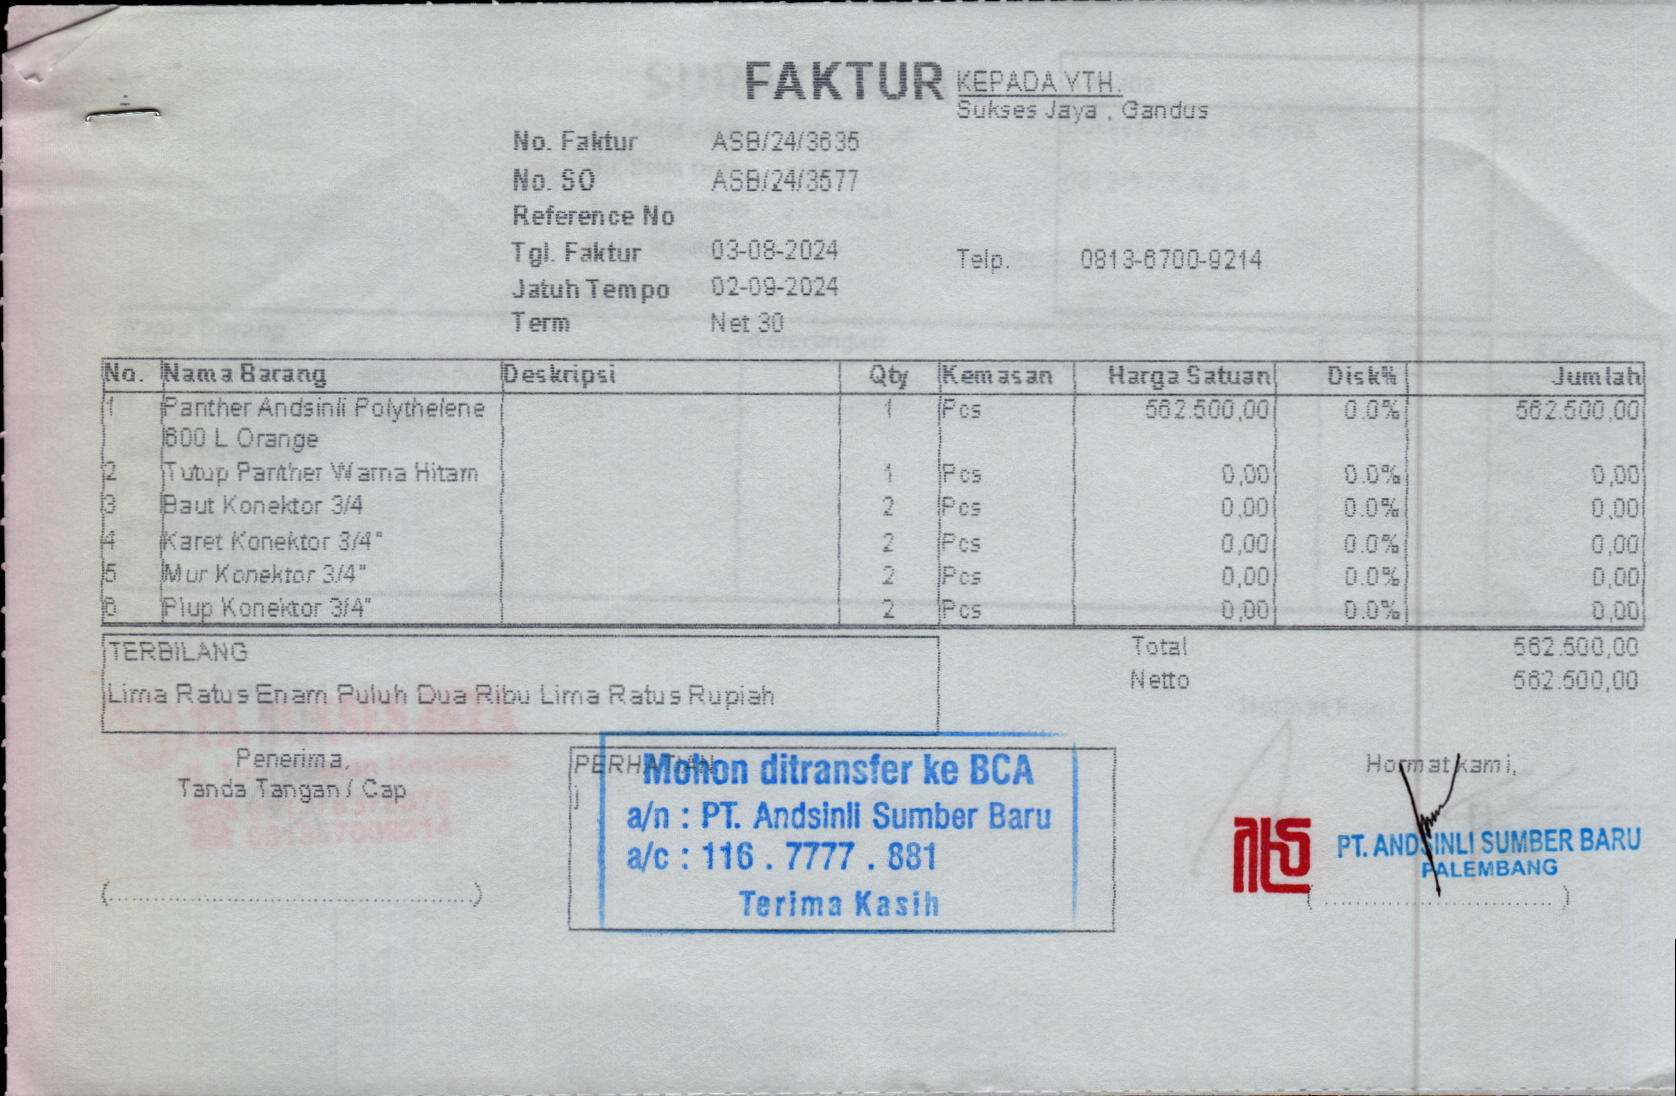 FAKTUR
KEPADA YTH.
Sukses Jaya , Gandus
No. Faktur ASB/24/3635
No. SO ASB/24/3577
Reference No
Tgl. Faktur 03-08-2024
Telp. 0813-6700-9214
Jatuh Tempo 02-09-2024
Term Net 30
No. Nama Barang Deskripsi Qty Kemasan Harga Satuan Disk% Jumlah
1 Panther Andsinli Polythelene 1 Pcs 562.500,00 0.0% 562.500,00
600 L Orange
2 Tutup Panther Warna Hitam 1 Pcs 0,00 0.0% 0,00
3 Baut Konektor 3/4 2 Pcs 0,00 0.0% 0,00
4 Karet Konektor 3/4" 2 Pcs 0,00 0.0% 0,00
5 Mur Konektor 3/4" 2 Pcs 0,00 0.0% 0,00
6 Plup Konektor 3/4" 2 Pcs 0,00 0.0% 0,00
TERBILANG
Lima Ratus Enam Puluh Dua Ribu Lima Ratus Rupiah
Total 562.500,00
Netto 562.500,00
Penerima,
Tanda Tangan / Cap
(................................................)
PERHATIAN
j
Mohon ditransfer ke BCA
a/n : PT. Andsinli Sumber Baru
a/c : 116 . 7777 . 881
Terima Kasih
Hormat kami,
PT. ANDSINLI SUMBER BARU
PALEMBANG
( .............................. )